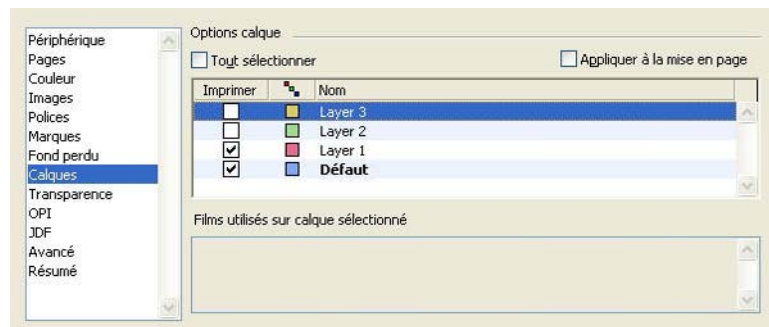 Périphérique
Pages
Couleur
Images
Polices
Marques
Fond perdu
Calques
Transparence
OPI
JDF
Avancé
Résumé
Options calque
Tout sélectionner
Appliquer à la mise en page
Imprimer Nom
Layer 3
Layer 2
Layer 1
Défaut
Films utilisés sur calque sélectionné